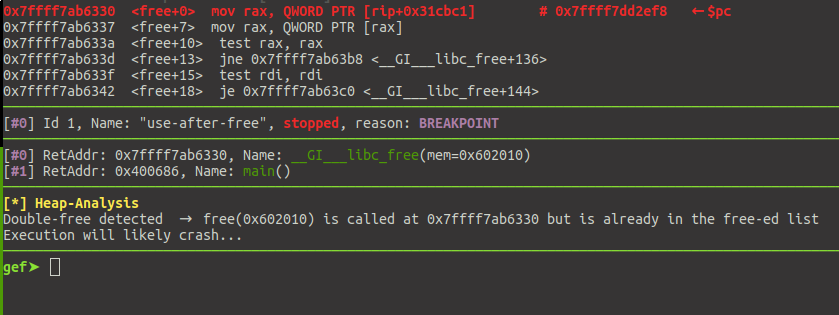 0x7ffff7ab6330  <free+0>  mov rax, QWORD PTR [rip+0x31cbc1]        # 0x7ffff7dd2ef8   ←$pc
0x7ffff7ab6337  <free+7>  mov rax, QWORD PTR [rax]
0x7ffff7ab633a  <free+10>  test rax, rax
0x7ffff7ab633d  <free+13>  jne 0x7ffff7ab63b8 <__GI___libc_free+136>
0x7ffff7ab633f  <free+15>  test rdi, rdi
0x7ffff7ab6342  <free+18>  je 0x7ffff7ab63c0 <__GI___libc_free+144>
[#0] Id 1, Name: "use-after-free", stopped, reason: BREAKPOINT
[#0] RetAddr: 0x7ffff7ab6330, Name: __GI___libc_free(mem=0x602010)
[#1] RetAddr: 0x400686, Name: main()
[*] Heap-Analysis
Double-free detected  → free(0x602010) is called at 0x7ffff7ab6330 but is already in the free-ed list
Execution will likely crash...
gef➤